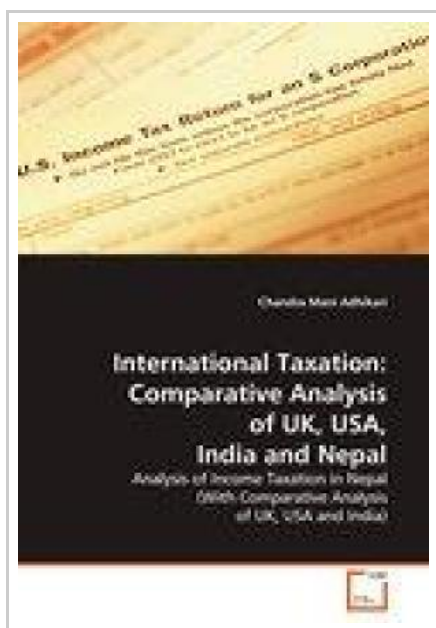 U.S. Income Tax Return for an S Corporation
Chandra Mani Adhikari
International Taxation:
Comparative Analysis
of UK, USA,
India and Nepal
Analysis of Income Taxation in Nepal
(With Comparative Analysis
of UK, USA and India)